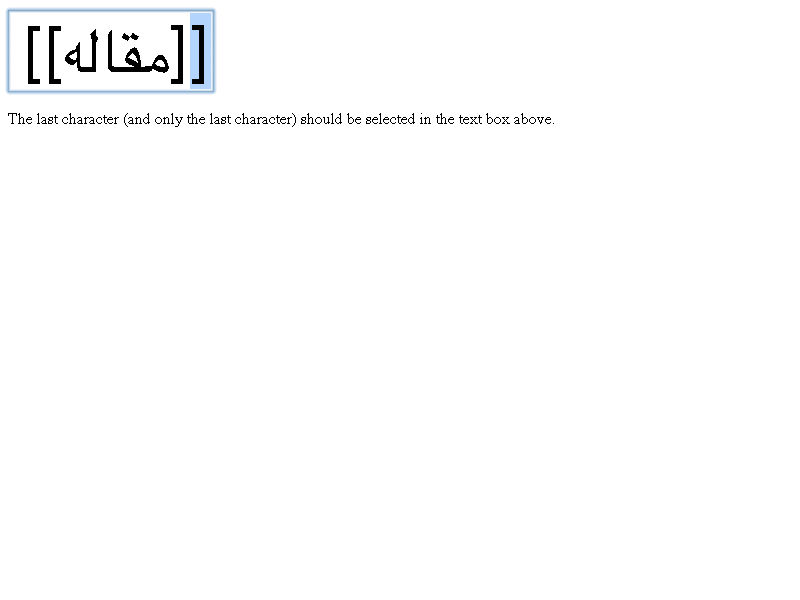 [[مقاله]]
The last character (and only the last character) should be selected in the text box above.